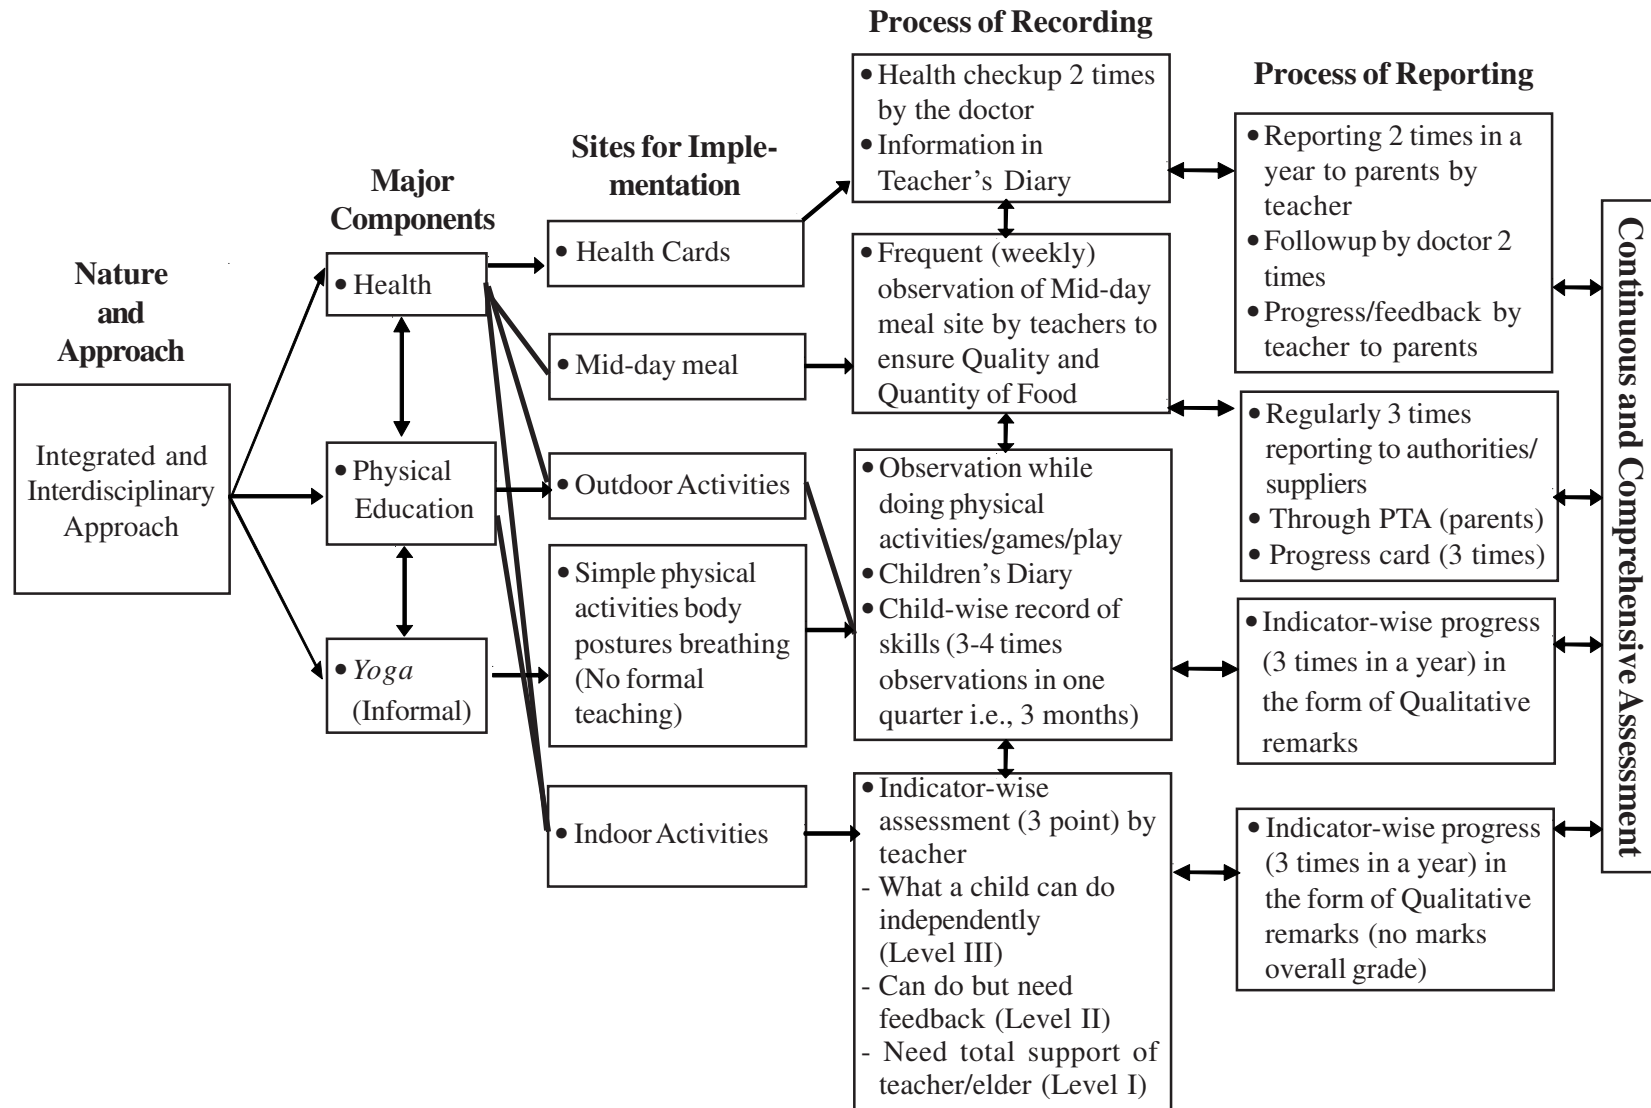 Nature
and
Approach
Integrated and
Interdisciplinary
Approach
Major
Components
• Health
• Physical
Education
• Yoga
(Informal)
Sites for Imple-
mentation
• Health Cards
• Mid-day meal
• Outdoor Activities
• Simple physical
activities body
postures breathing
(No formal
teaching)
• Indoor Activities
Process of Recording
• Health checkup 2 times
by the doctor
• Information in
Teacher’s Diary
• Frequent (weekly)
observation of Mid-day
meal site by teachers to
ensure Quality and
Quantity of Food
• Observation while
doing physical
activities/games/play
• Children’s Diary
• Child-wise record of
skills (3-4 times
observations in one
quarter i.e., 3 months)
• Indicator-wise
assessment (3 point) by
teacher
- What a child can do
independently
(Level III)
- Can do but need
feedback (Level II)
- Need total support of
teacher/elder (Level I)
Process of Reporting
• Reporting 2 times in a
year to parents by
teacher
• Followup by doctor 2
times
• Progress/feedback by
teacher to parents
• Regularly 3 times
reporting to authorities/
suppliers
• Through PTA (parents)
• Progress card (3 times)
• Indicator-wise progress
(3 times in a year) in
the form of Qualitative
remarks
• Indicator-wise progress
(3 times in a year) in
the form of Qualitative
remarks (no marks
overall grade)
Continuous and Comprehensive Assessment